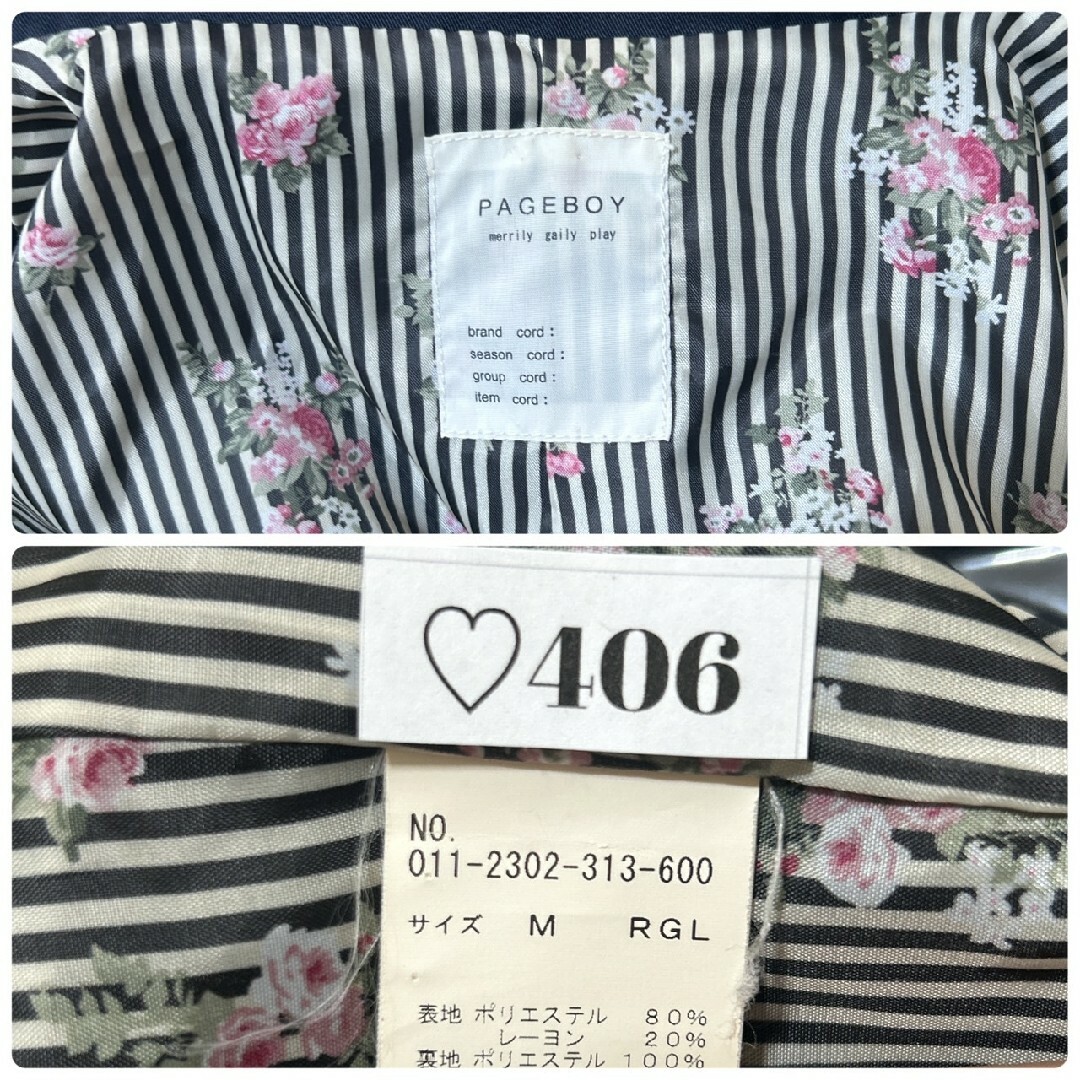 PAGEBOY
merrily gaily play
brand cord:
season cord:
group cord:
item cord:
♡406
NO.
011-2302-313-600
サイズ M RGL
表地 ポリエステル 80%
レーヨン 20%
裏地 ポリエステル 100%